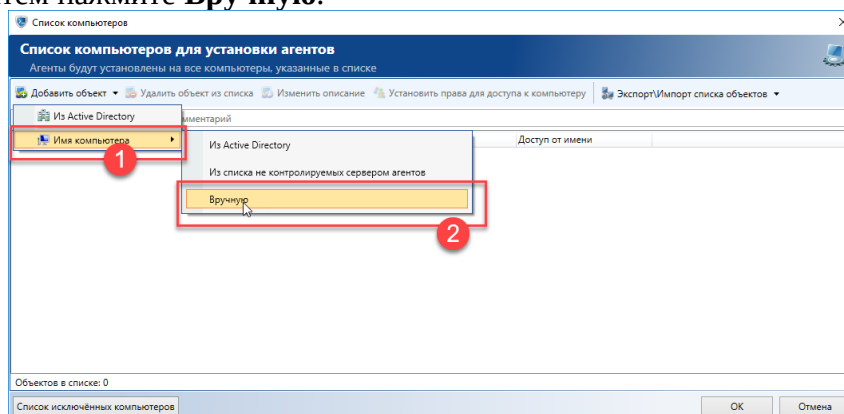 тем нажмите Вручную.
Список компьютеров
Список компьютеров для установки агентов
Агенты будут установлены на все компьютеры, указанные в списке
Добавить объект Удалить объект из списка Изменить описание Установить права для доступа к компьютеру Экспорт\Импорт списка объектов
Из Active Directory
мментарий
Имя компьютера
1
Из Active Directory
Доступ от имени
Из списка не контролируемых сервером агентов
Вручную
2
Объектов в списке: 0
Список исключённых компьютеров
OK
Отмена